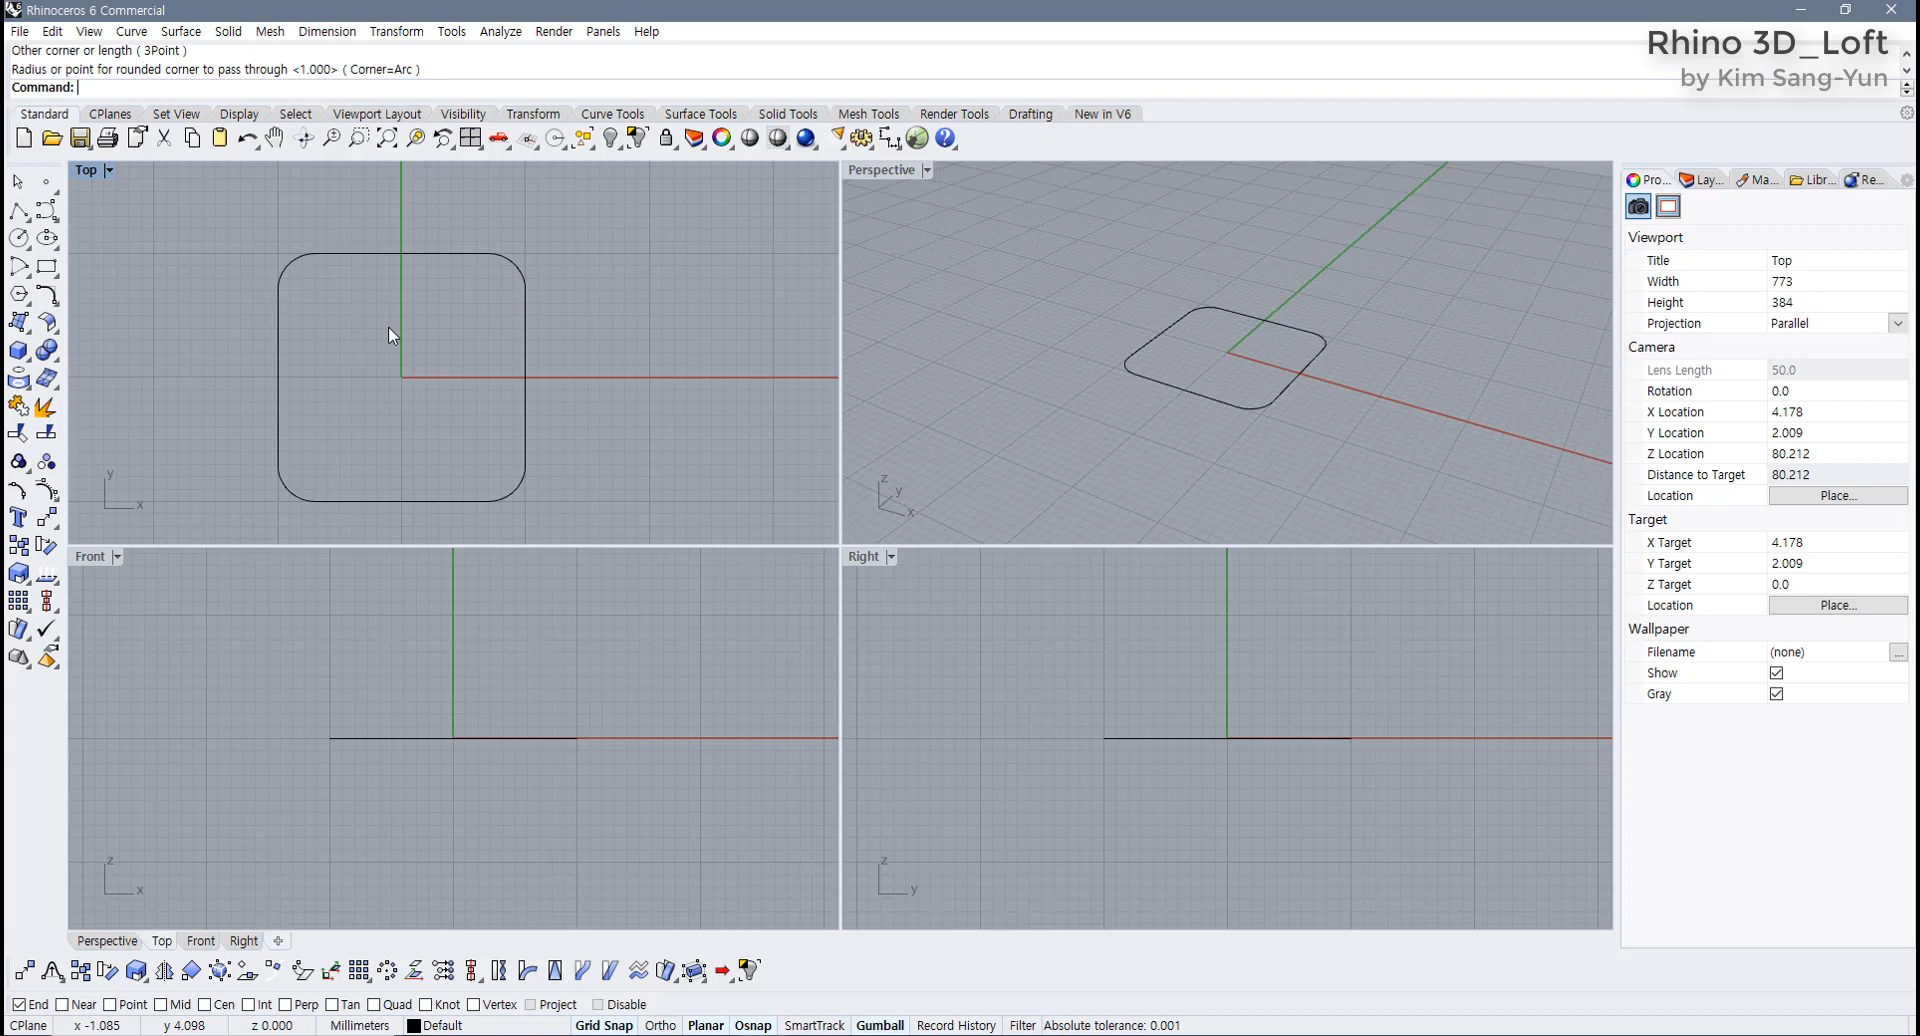 Rhinoceros 6 Commercial
File Edit View Curve Surface Solid Mesh Dimension Transform Tools Analyze Render Panels Help
Other corner or length ( 3Point )
Radius or point for rounded corner to pass through <1.000> ( Corner=Arc )
Command:
Rhino 3D_Loft
by Kim Sang-Yun
Standard CPlanes Set View Display Select Viewport Layout Visibility Transform Curve Tools Surface Tools Solid Tools Mesh Tools Render Tools Drafting New in V6
Top
Perspective
Pro... Lay... Ma... Libr... Re...
Viewport
Title Top
Width 773
Height 384
Projection Parallel
Camera
Lens Length 50.0
Rotation 0.0
X Location 4.178
Y Location 2.009
Z Location 80.212
Distance to Target 80.212
Location Place...
Target
X Target 4.178
Y Target 2.009
Z Target 0.0
Location Place...
Wallpaper
Filename (none) ...
Show
Gray
y
x
z
y
x
Front
Right
z
x
z
y
Perspective Top Front Right
End Near Point Mid Cen Int Perp Tan Quad Knot Vertex Project Disable
CPlane x -1.085 y 4.098 z 0.000 Millimeters Default Grid Snap Ortho Planar Osnap SmartTrack Gumball Record History Filter Absolute tolerance: 0.001